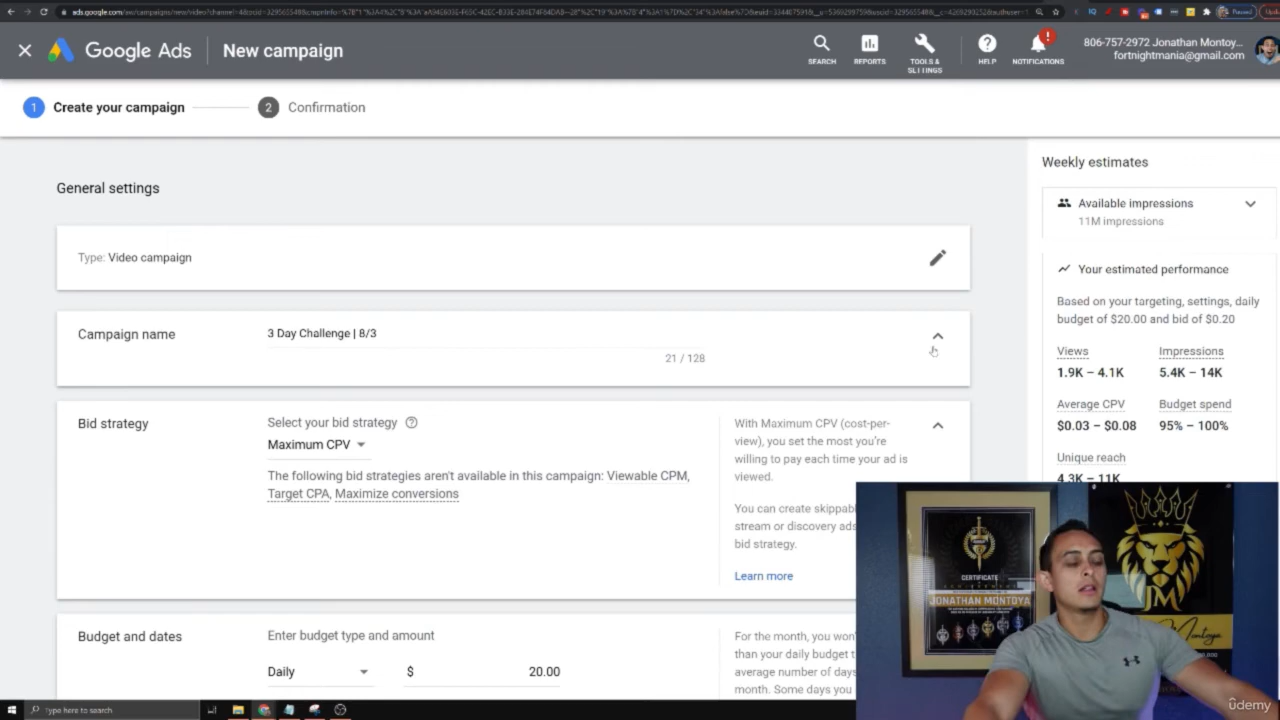 Google Ads
New campaign
SEARCH
REPORTS
TOOLS &
SETTINGS
HELP
NOTIFICATIONS
806-757-2972 Jonathan Montoy...
fortnightmania@gmail.com
1 Create your campaign
2 Confirmation
General settings
Type: Video campaign
Campaign name
3 Day Challenge | 8/3
21 / 128
Bid strategy
Select your bid strategy
Maximum CPV
The following bid strategies aren't available in this campaign: Viewable CPM,
Target CPA, Maximize conversions
With Maximum CPV (cost-per-
view), you set the most you're
willing to pay each time your ad is
viewed.
You can create skippab
stream or discovery ads
bid strategy.
Learn more
Budget and dates
Enter budget type and amount
Daily
$ 20.00
For the month, you won'
than your daily budget t
average number of days
month. Some days you
Weekly estimates
Available impressions
11M impressions
Your estimated performance
Based on your targeting, settings, daily
budget of $20.00 and bid of $0.20
Views
Impressions
1.9K – 4.1K
5.4K – 14K
Average CPV
Budget spend
$0.03 – $0.08
95% – 100%
Unique reach
4.3K – 11K
CERTIFICATE
JONATHAN MONTOYA
JM
Montoya
Type here to search
ûdemy